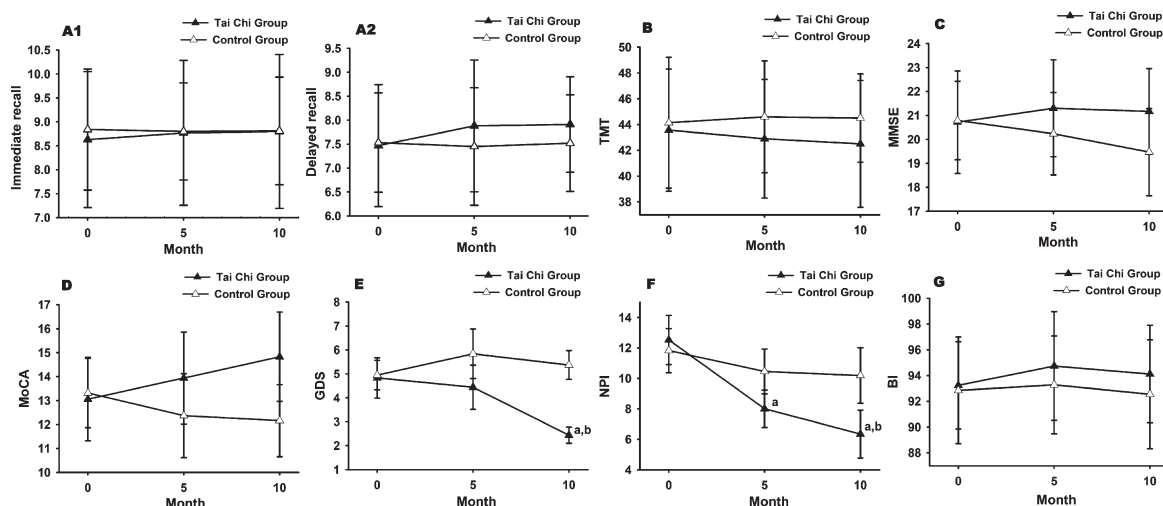 A1
Tai Chi Group
Control Group
Immediate recall
10.5
10.0
9.5
9.0
8.5
8.0
7.5
7.0
0
5
10
Month
A2
Tai Chi Group
Control Group
Delayed recall
9.5
9.0
8.5
8.0
7.5
7.0
6.5
6.0
0
5
10
Month
B
Tai Chi Group
Control Group
TMT
50
48
46
44
42
40
38
0
5
10
Month
C
Tai Chi Group
Control Group
MMSE
24
23
22
21
20
19
18
17
0
5
10
Month
D
Tai Chi Group
Control Group
MoCA
17
16
15
14
13
12
11
10
0
5
10
Month
E
Tai Chi Group
Control Group
GDS
8
7
6
5
4
3
2
1
a,b
0
5
10
Month
F
Tai Chi Group
Control Group
NPI
14
12
10
8
6
4
a
a,b
0
5
10
Month
G
Tai Chi Group
Control Group
BI
100
98
96
94
92
90
88
0
5
10
Month